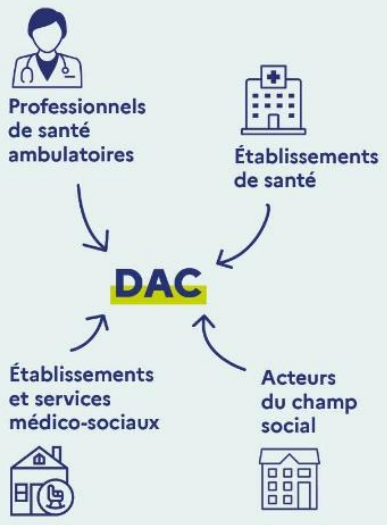 Professionnels
de santé
ambulatoires
Établissements
de santé
DAC
Établissements
et services
médico-sociaux
Acteurs
du champ
social